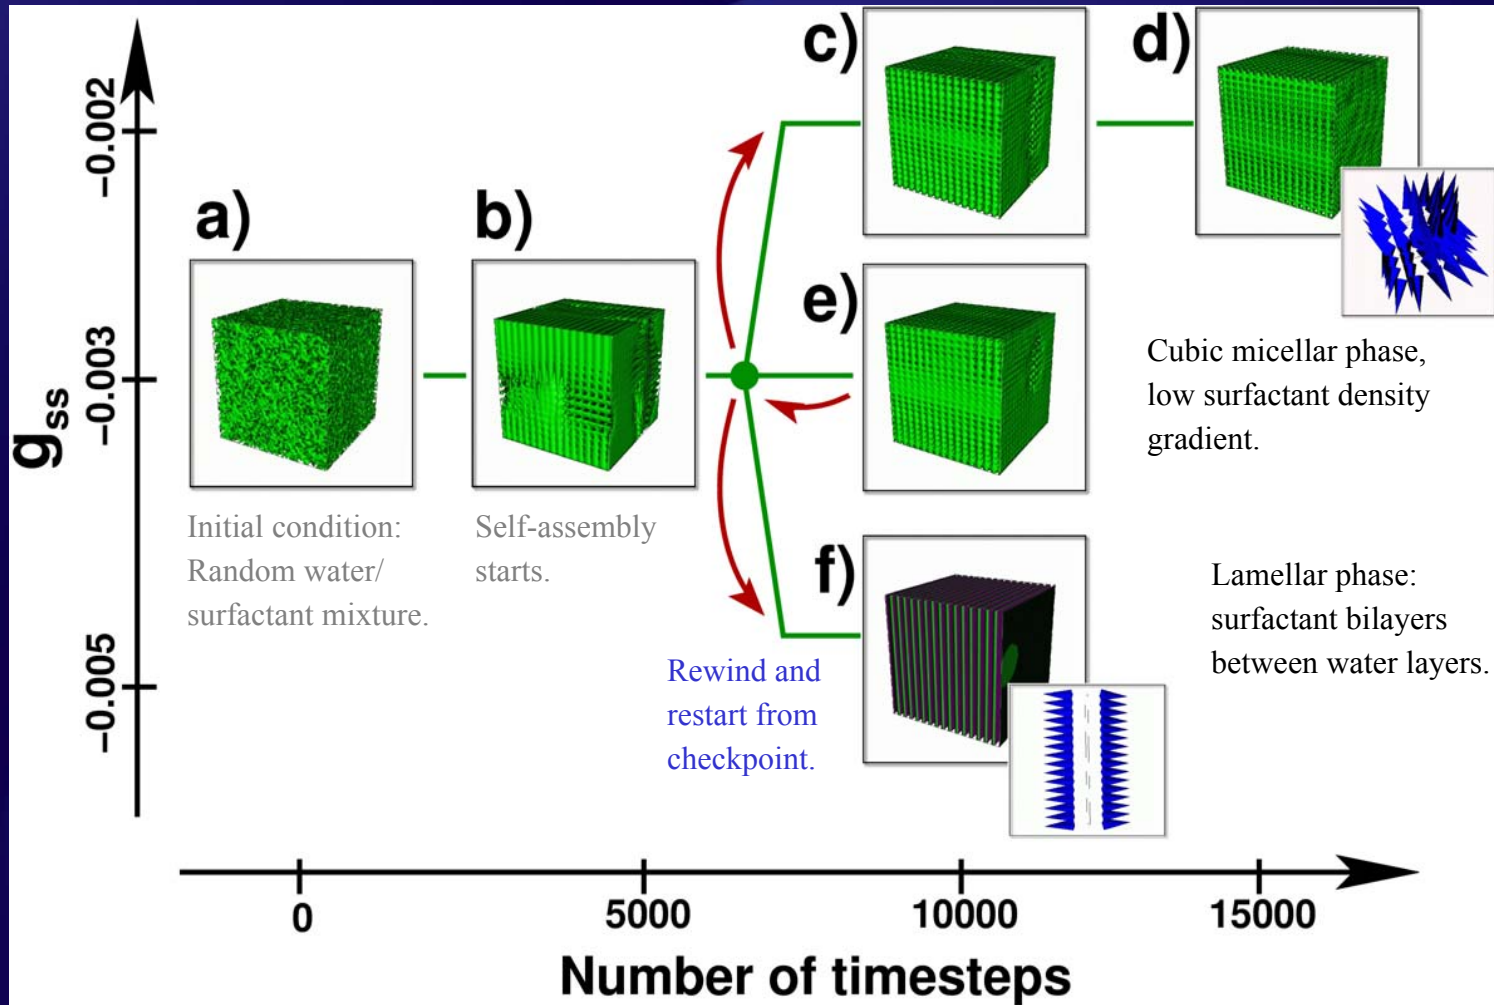 c)
d)
−0.002
a)
b)
e)
−0.003
gss
Cubic micellar phase,
low surfactant density
gradient.
Initial condition:
Random water/
surfactant mixture.
Self-assembly
starts.
f)
Lamellar phase:
surfactant bilayers
between water layers.
−0.005
Rewind and
restart from
checkpoint.
0
5000
10000
15000
Number of timesteps